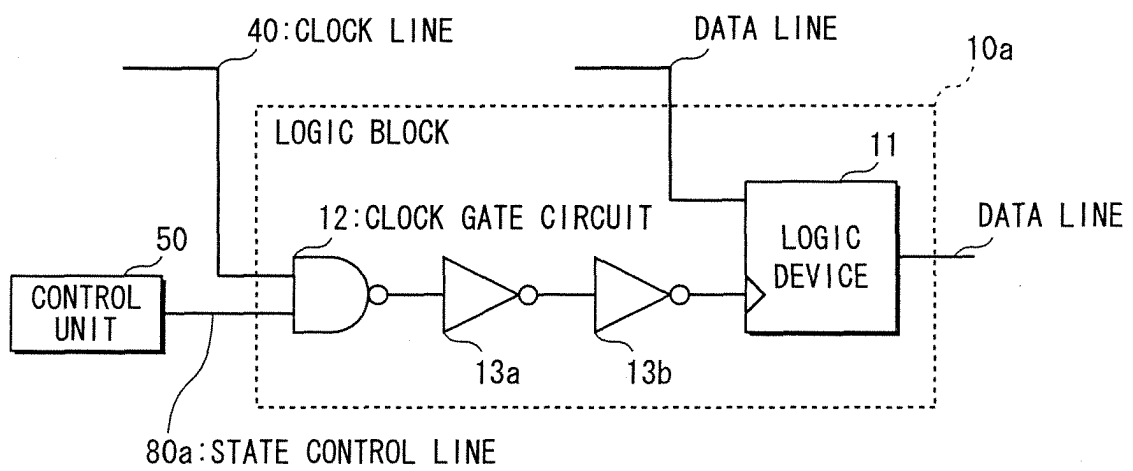 40:CLOCK LINE
DATA LINE
10a
LOGIC BLOCK
11
12:CLOCK GATE CIRCUIT
DATA LINE
50
LOGIC
DEVICE
CONTROL
UNIT
13a
13b
80a:STATE CONTROL LINE